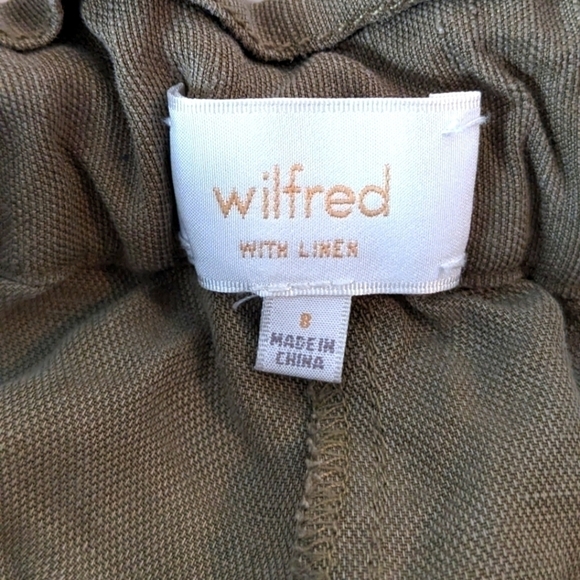 wilfred
WITH LINEN
8
MADE IN
CHINA